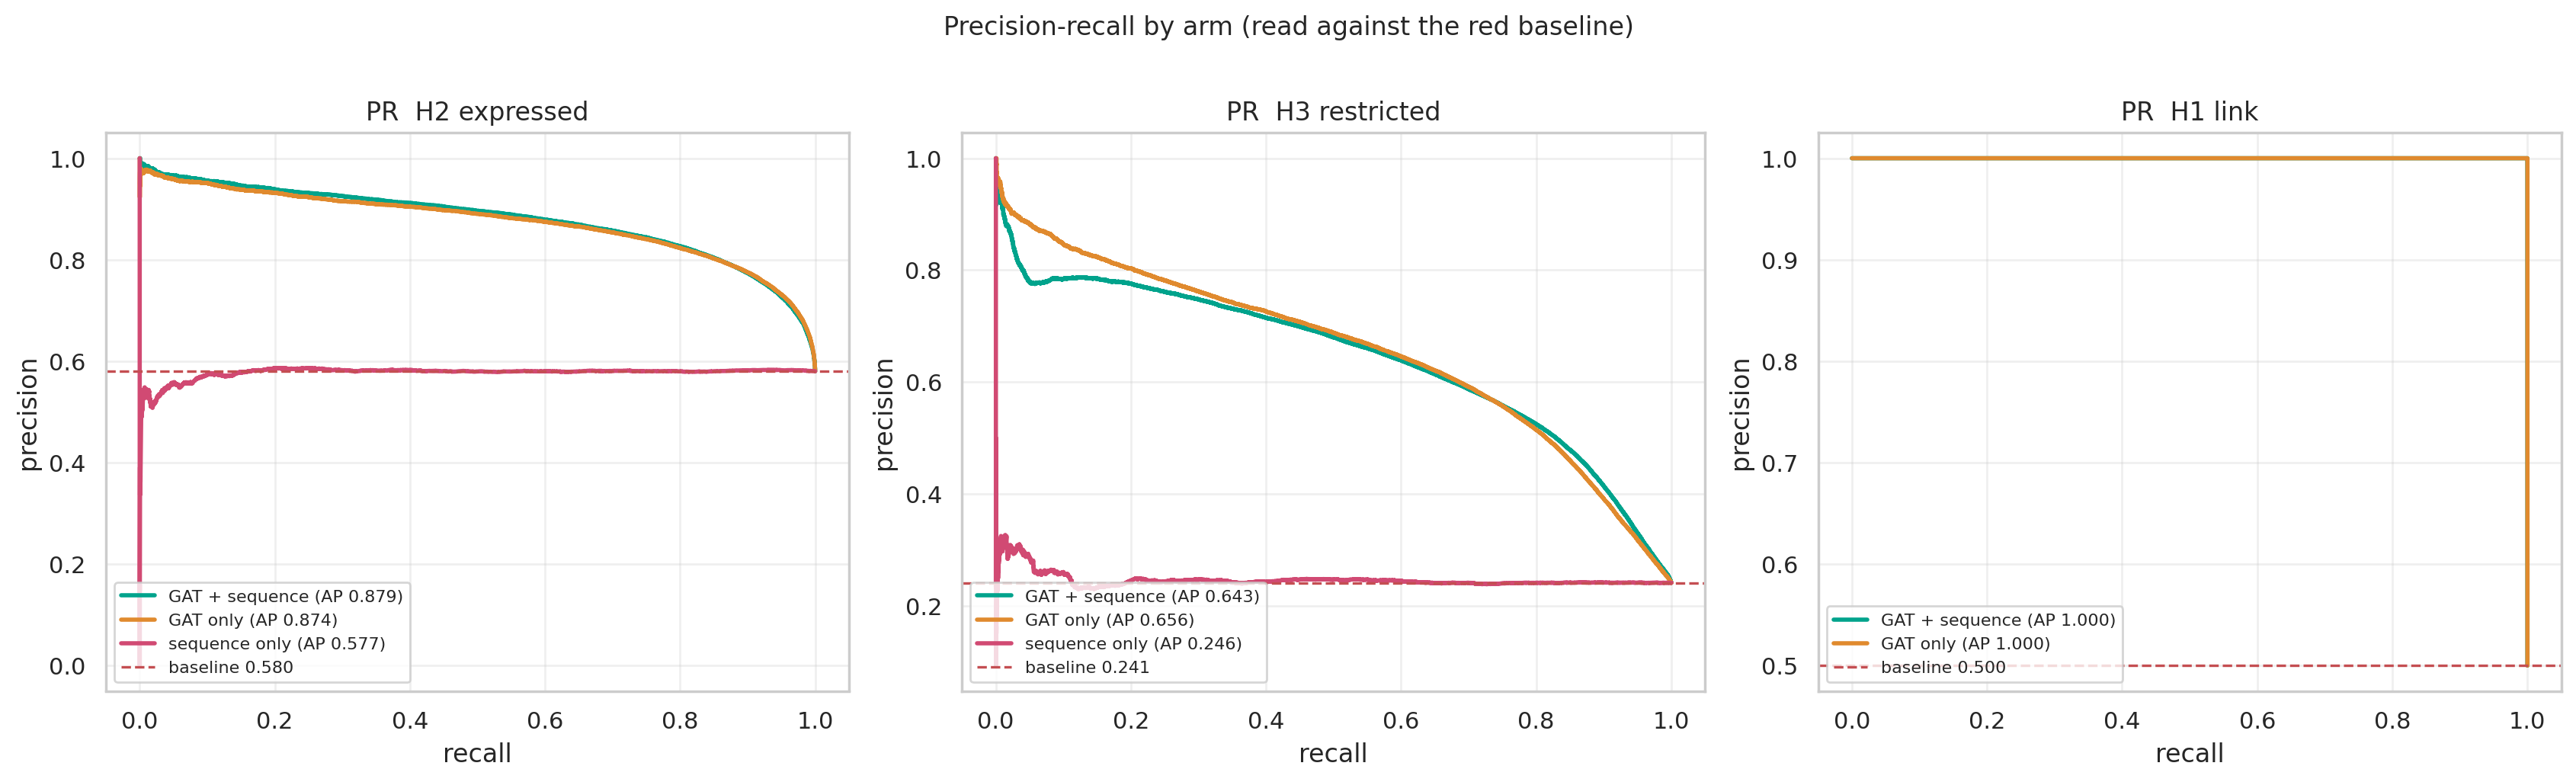 Precision-recall by arm (read against the red baseline)
PR  H2 expressed
precision
1.0
0.8
0.6
0.4
0.2
0.0
GAT + sequence (AP 0.879)
GAT only (AP 0.874)
sequence only (AP 0.577)
baseline 0.580
0.0 0.2 0.4 0.6 0.8 1.0
recall
PR  H3 restricted
precision
1.0
0.8
0.6
0.4
0.2
GAT + sequence (AP 0.643)
GAT only (AP 0.656)
sequence only (AP 0.246)
baseline 0.241
0.0 0.2 0.4 0.6 0.8 1.0
recall
PR  H1 link
precision
1.0
0.9
0.8
0.7
0.6
0.5
GAT + sequence (AP 1.000)
GAT only (AP 1.000)
baseline 0.500
0.0 0.2 0.4 0.6 0.8 1.0
recall